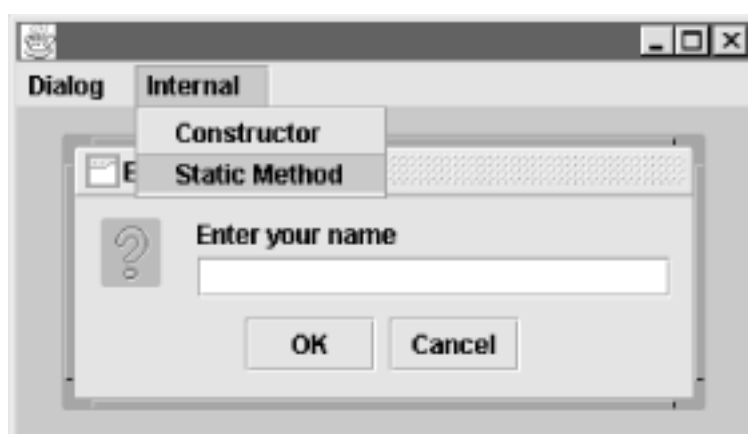 Dialog Internal
Constructor
E Static Method
Enter your name
OK Cancel